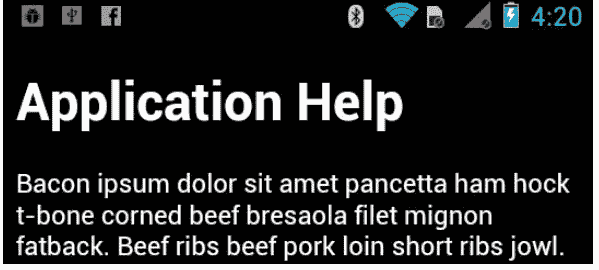 4:20
Application Help
Bacon ipsum dolor sit amet pancetta ham hock
t-bone corned beef bresaola filet mignon
fatback. Beef ribs beef pork loin short ribs jowl.